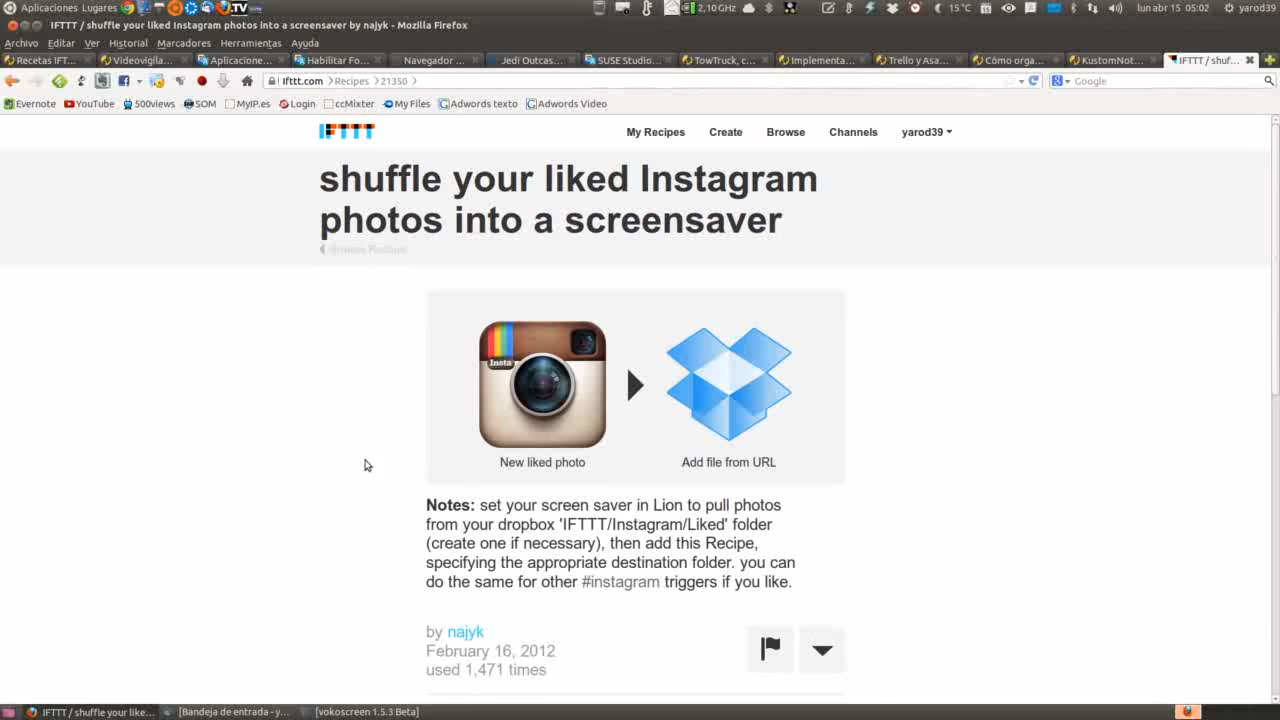 Aplicaciones Lugares
TV
2,10 GHz
15 °C
lun abr 15, 05:02
yarod39
IFTTT / shuffle your liked Instagram photos into a screensaver by najyk - Mozilla Firefox
Archivo Editar Ver Historial Marcadores Herramientas Ayuda
Recetas IFT...
Videovigila...
Aplicacione...
Habilitar Fo...
Navegador ...
Jedi Outcas...
SUSE Studio...
TowTruck, c...
Implementa...
Trello y Asa...
Cómo orga...
KustomNot...
IFTTT / shuf...
ifttt.com > Recipes > 21350 >
Google
Evernote YouTube 500views SOM MyIP.es Login ccMixter My Files Adwords texto Adwords Video
IFTTT
My Recipes Create Browse Channels yarod39
shuffle your liked Instagram
photos into a screensaver
Browse Recipes
Insta
New liked photo
Add file from URL
Notes: set your screen saver in Lion to pull photos
from your dropbox 'IFTTT/Instagram/Liked' folder
(create one if necessary), then add this Recipe,
specifying the appropriate destination folder. you can
do the same for other #instagram triggers if you like.
by najyk
February 16, 2012
used 1,471 times
IFTTT / shuffle your like...
[Bandeja de entrada - y...
[vokoscreen 1.5.3 Beta]